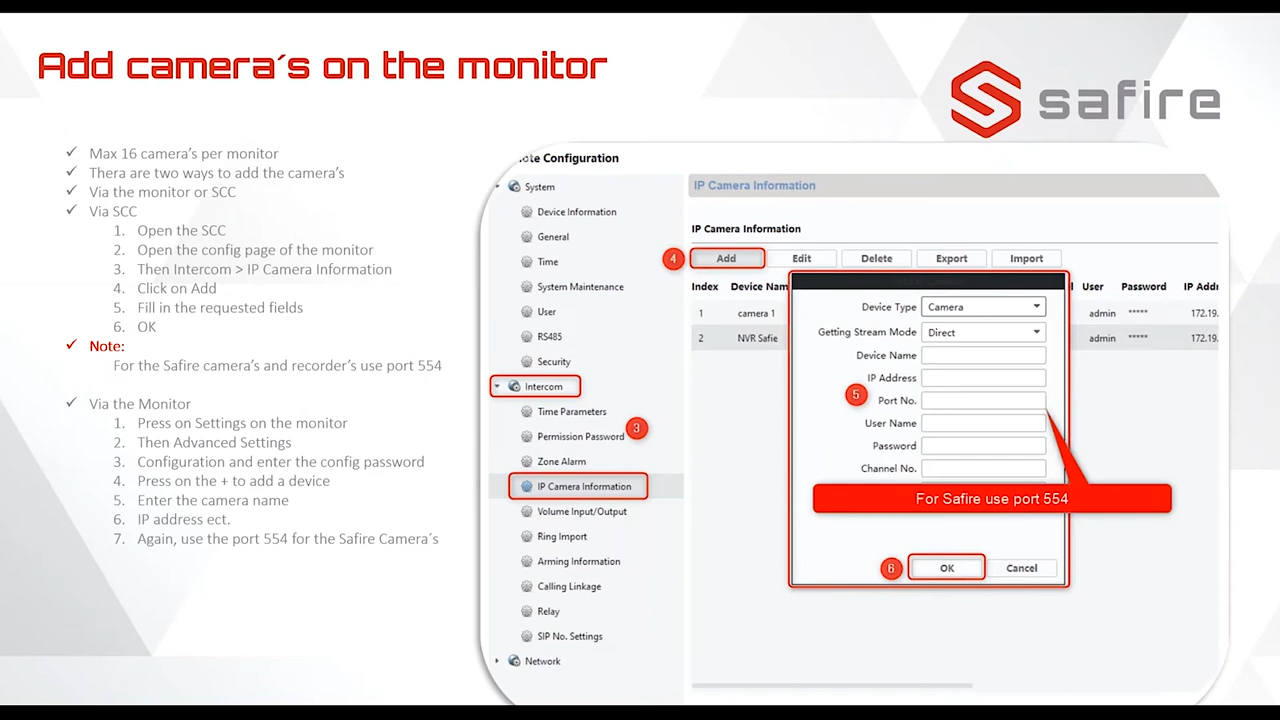 Add camera´s on the monitor
safire
✓ Max 16 camera’s per monitor
✓ Thera are two ways to add the camera’s
✓ Via the monitor or SCC
✓ Via SCC
1. Open the SCC
2. Open the config page of the monitor
3. Then Intercom > IP Camera Information
4. Click on Add
5. Fill in the requested fields
6. OK
✓ Note:
For the Safire camera’s and recorder’s use port 554
✓ Via the Monitor
1. Press on Settings on the monitor
2. Then Advanced Settings
3. Configuration and enter the config password
4. Press on the + to add a device
5. Enter the camera name
6. IP address ect.
7. Again, use the port 554 for the Safire Camera´s
Configuration
System
Device Information
General
Time
System Maintenance
User
RS485
Security
Intercom
Time Parameters
Permission Password
3
Zone Alarm
IP Camera Information
Volume Input/Output
Ring Import
Arming Information
Calling Linkage
Relay
SIP No. Settings
Network
IP Camera Information
IP Camera Information
4 Add Edit Delete Export Import
Index Device Nam User Password IP Addr
1 camera 1 admin ***** 172.19.
2 NVR Safie admin ***** 172.19.
Device Type Camera
Getting Stream Mode Direct
Device Name
IP Address
5
Port No.
User Name
Password
Channel No.
For Safire use port 554
6 OK Cancel